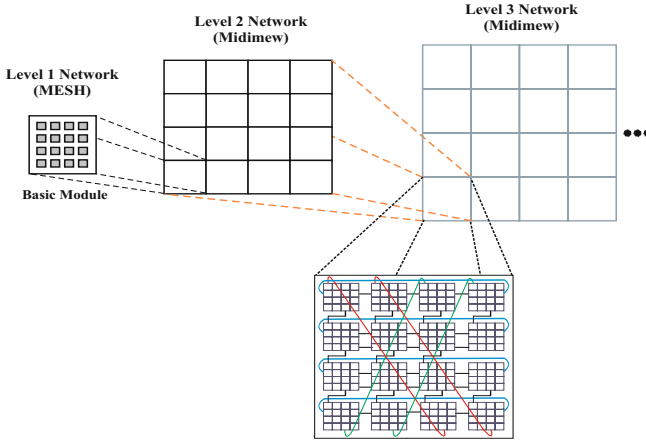 Level 1 Network
(MESH)
Basic Module
Level 2 Network
(Midimew)
Level 3 Network
(Midimew)